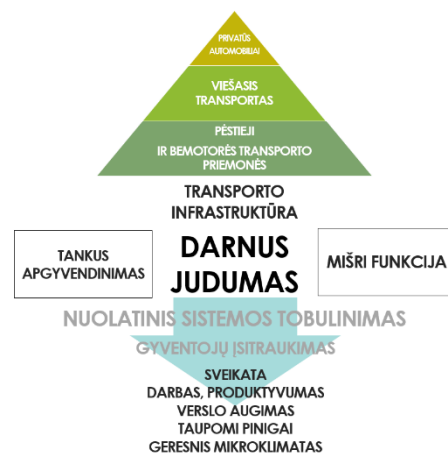 PRIVATŪS
AUTOMOBILIAI
VIEŠASIS
TRANSPORTAS
PĖSTIEJI
IR BEMOTORĖS TRANSPORTO
PRIEMONĖS
TRANSPORTO
INFRASTRUKTŪRA
TANKUS
APGYVENDINIMAS
DARNUS
JUDUMAS
MIŠRI FUNKCIJA
NUOLATINIS SISTEMOS TOBULINIMAS
GYVENTOJŲ ĮSITRAUKIMAS
SVEIKATA
DARBAS, PRODUKTYVUMAS
VERSLO AUGIMAS
TAUPOMI PINIGAI
GERESNIS MIKROKLIMATAS